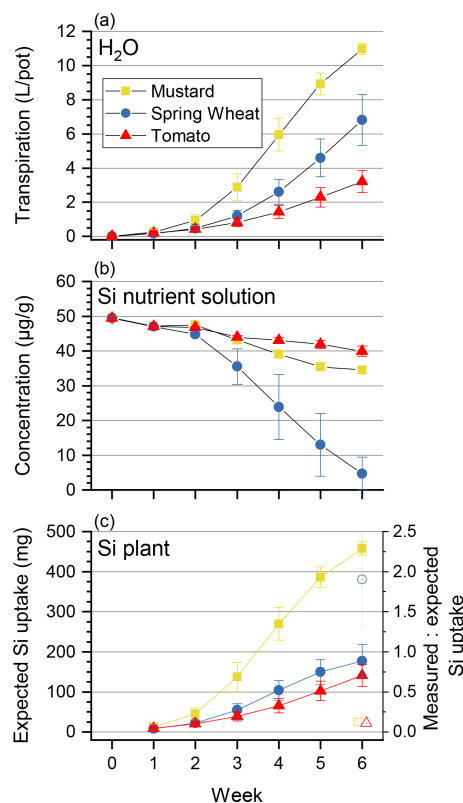 (a)
H₂O
12
10
8
6
4
2
0
Transpiration (L/pot)
Mustard
Spring Wheat
Tomato
(b)
Si nutrient solution
60
50
40
30
20
10
0
Concentration (µg/g)
(c)
Si plant
500
400
300
200
100
0
Expected Si uptake (mg)
2.5
2.0
1.5
1.0
0.5
0.0
Measured : expected
Si uptake
0 1 2 3 4 5 6
Week